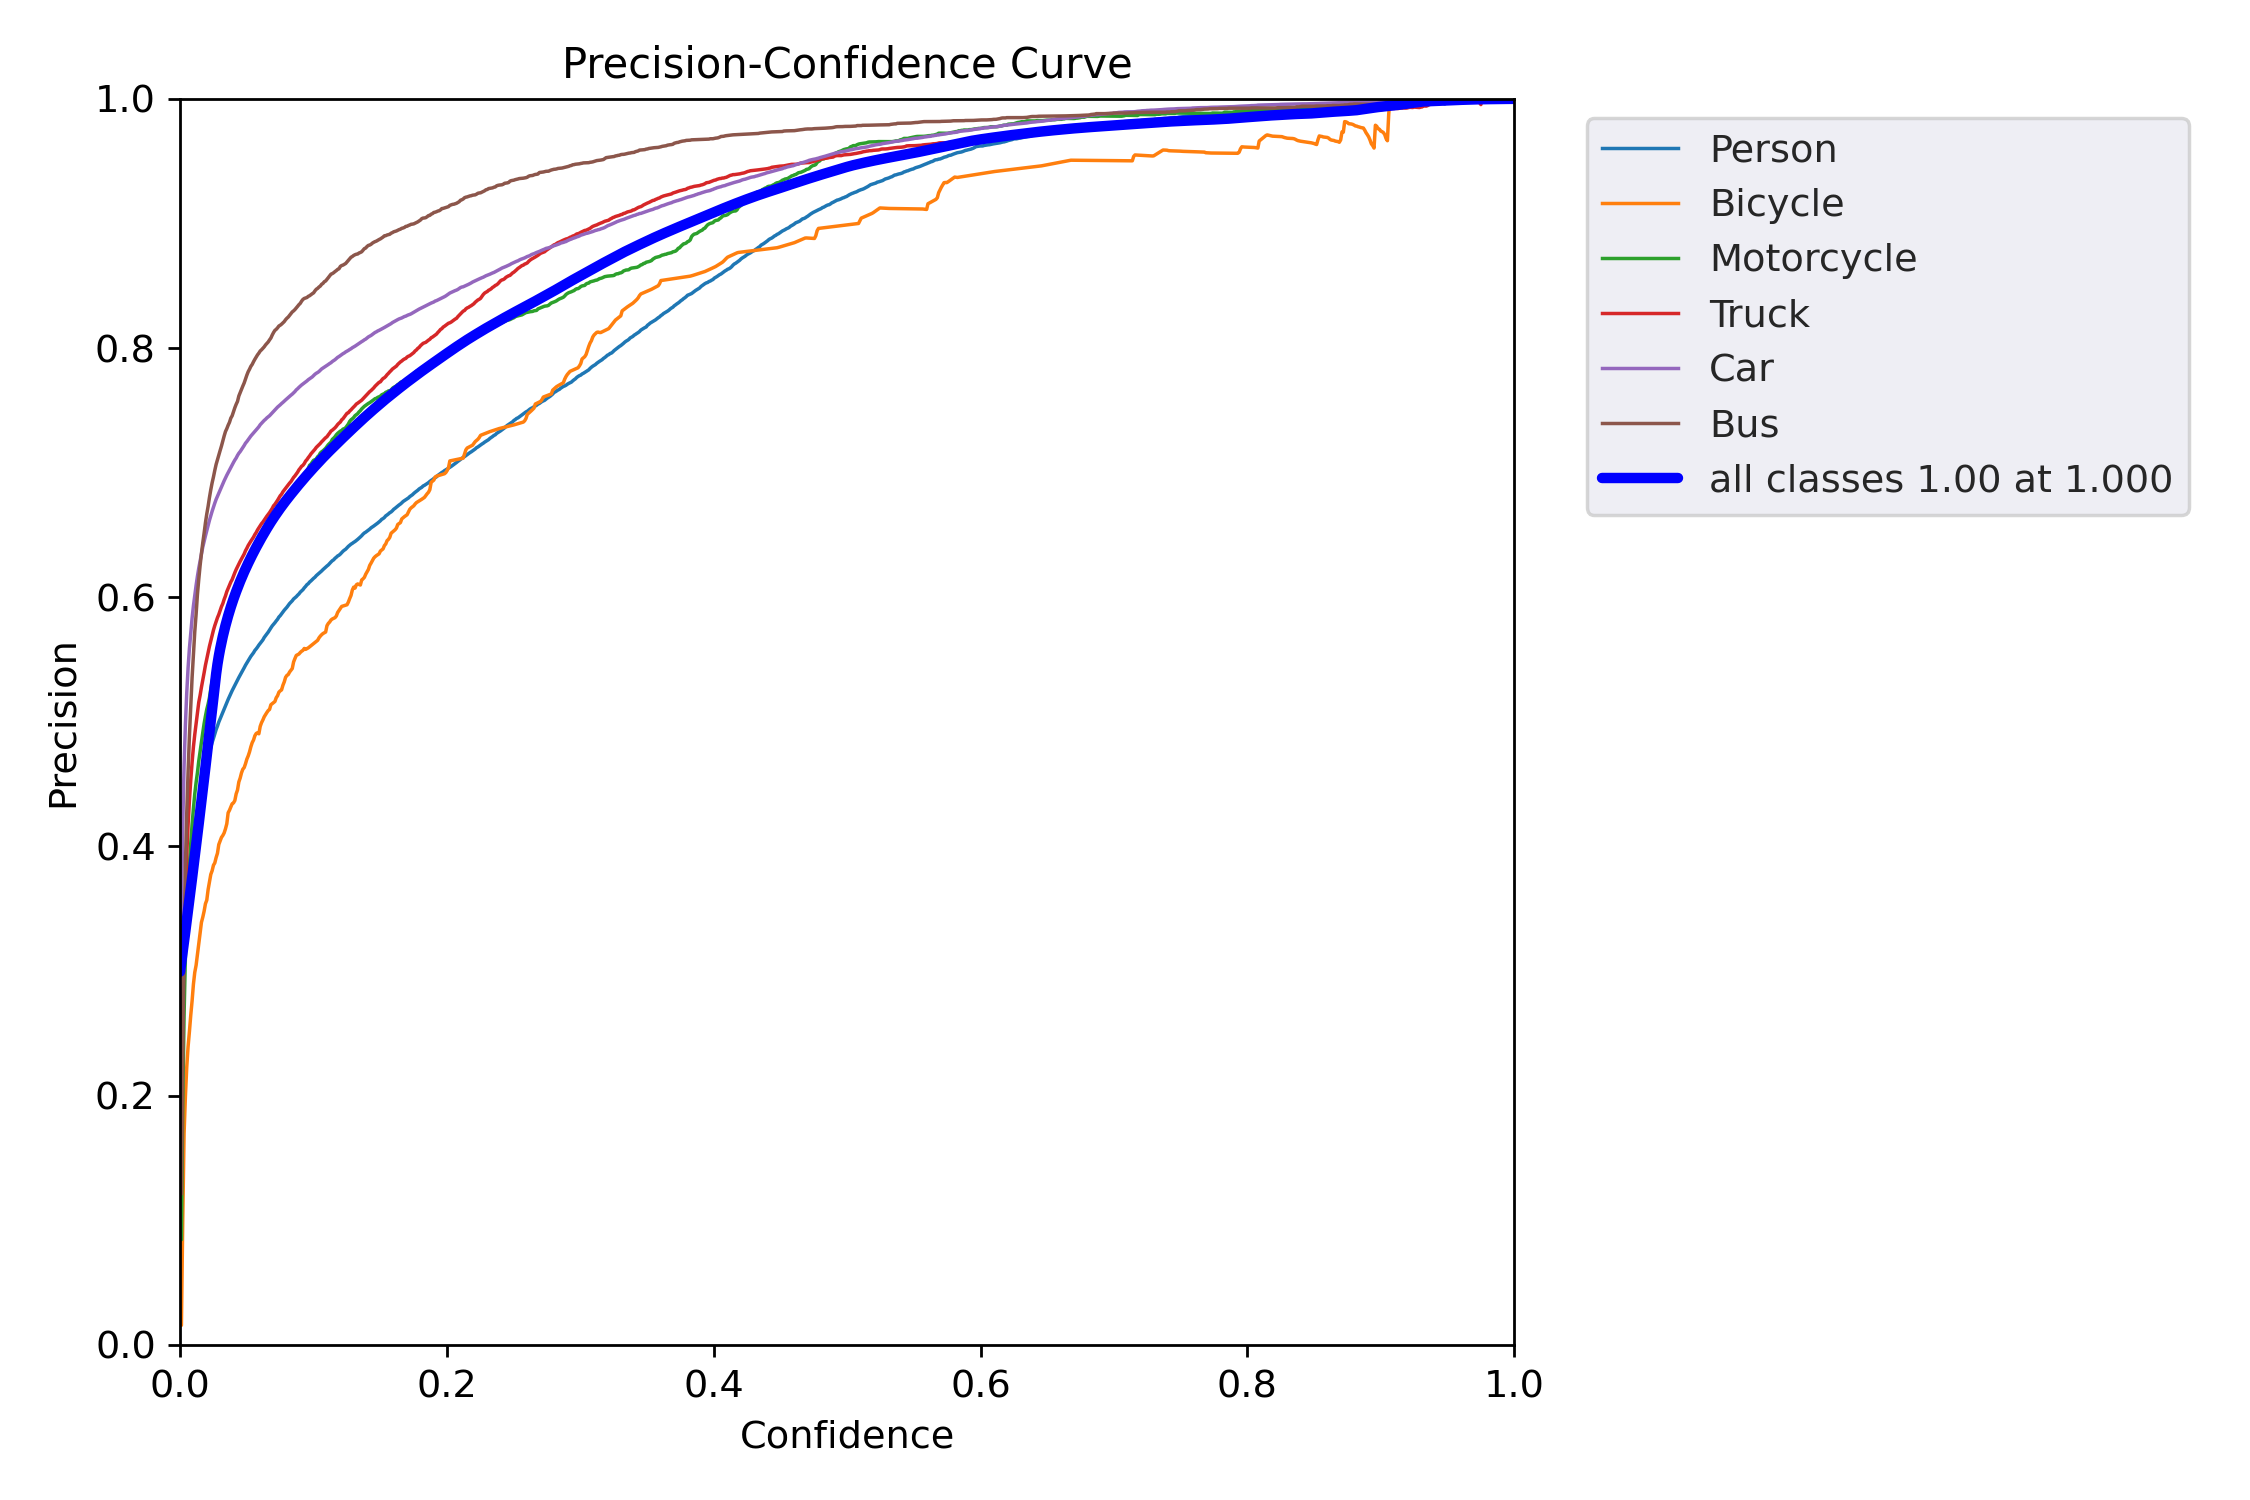 Precision-Confidence Curve
1.0
0.8
0.6
0.4
0.2
0.0
Precision
0.0 0.2 0.4 0.6 0.8 1.0
Confidence
Person
Bicycle
Motorcycle
Truck
Car
Bus
all classes 1.00 at 1.000